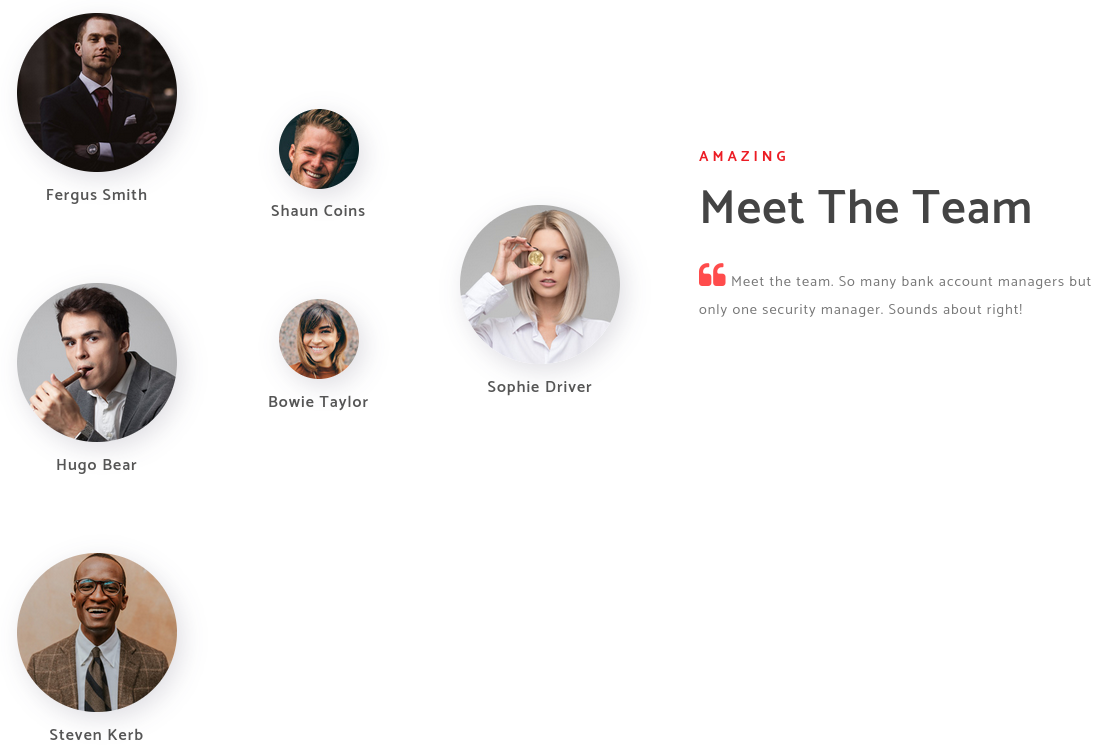 Fergus Smith
Shaun Coins
Hugo Bear
Bowie Taylor
Sophie Driver
Steven Kerb
AMAZING
Meet The Team
Meet the team. So many bank account managers but
only one security manager. Sounds about right!